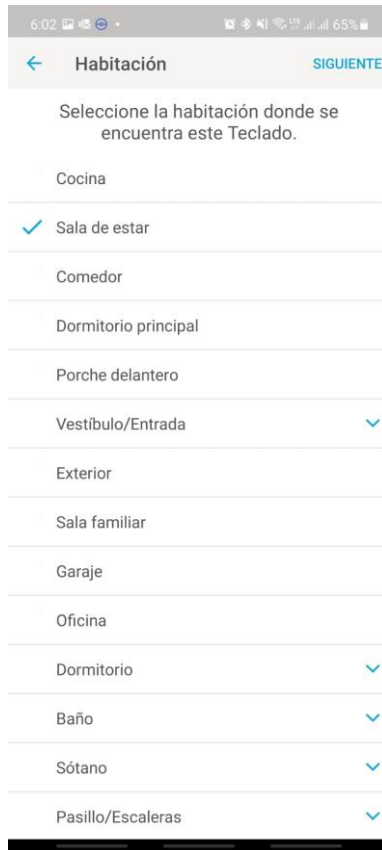 6:02
65%
Habitación
SIGUIENTE
Seleccione la habitación donde se
encuentra este Teclado.
Cocina
Sala de estar
Comedor
Dormitorio principal
Porche delantero
Vestíbulo/Entrada
Exterior
Sala familiar
Garaje
Oficina
Dormitorio
Baño
Sótano
Pasillo/Escaleras